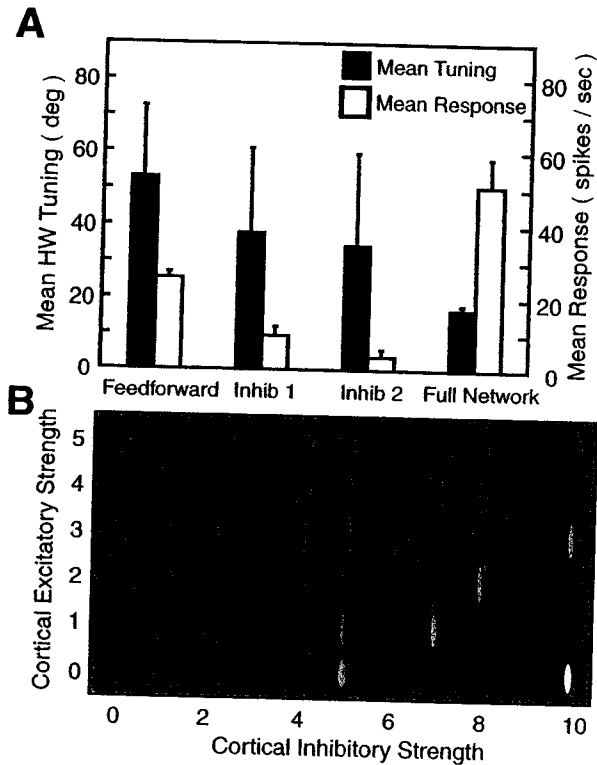 A
Mean HW Tuning ( deg )
80
60
40
20
0
Mean Tuning
Mean Response
80
60
40
20
0
Mean Response ( spikes / sec )
Feedforward Inhib 1 Inhib 2 Full Network
B
Cortical Excitatory Strength
5
4
3
2
1
0
0 2 4 6 8 10
Cortical Inhibitory Strength